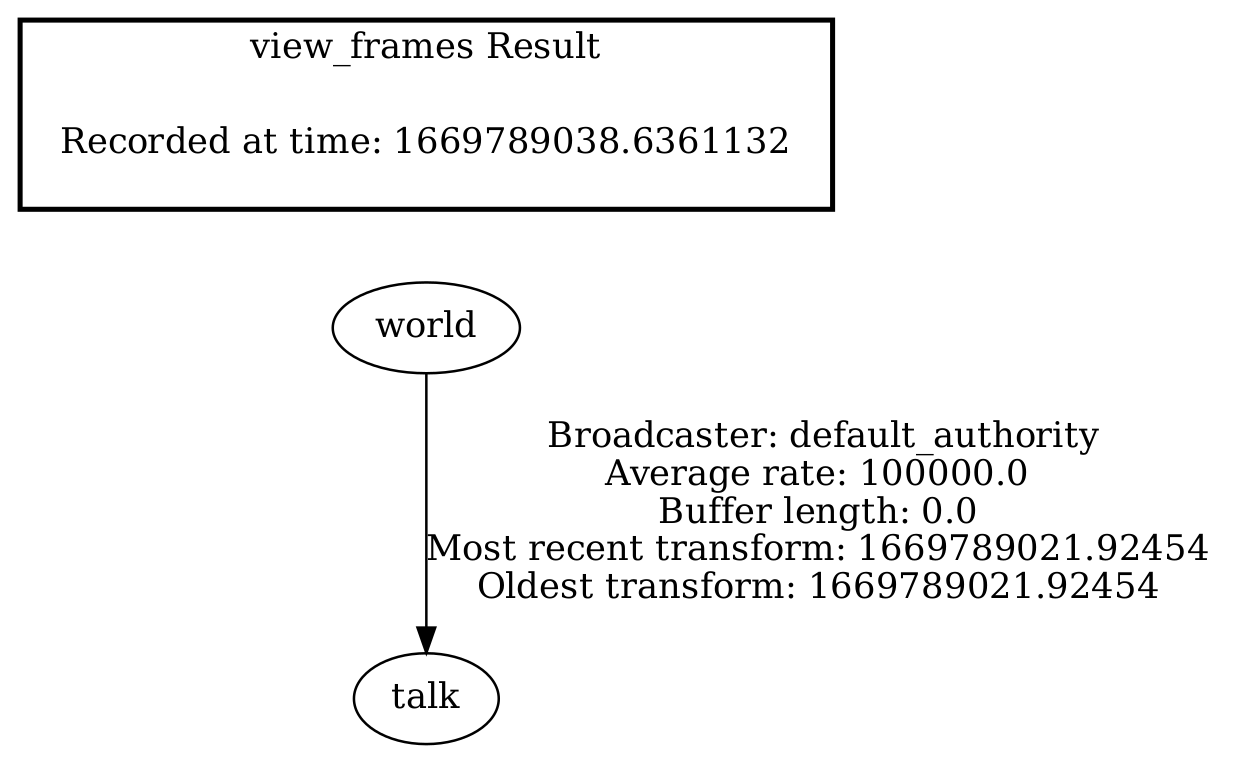 view_frames Result
Recorded at time: 1669789038.6361132
world
Broadcaster: default_authority
Average rate: 100000.0
Buffer length: 0.0
Most recent transform: 1669789021.92454
Oldest transform: 1669789021.92454
talk